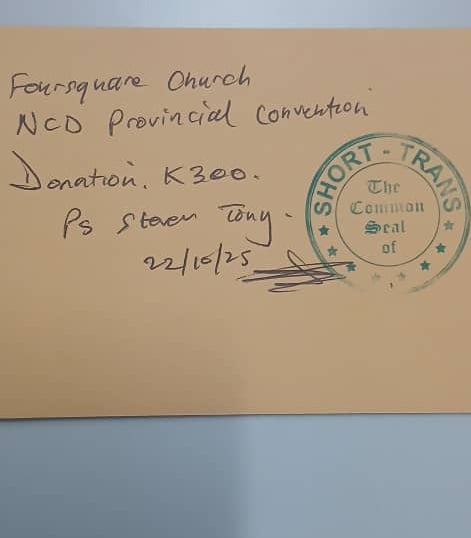 Foursquare Church
NCD Provincial Convention
Donation. K300.
Ps Steven Tony.
22/10/25
SHORT-TRANS
The
Common
Seal
of